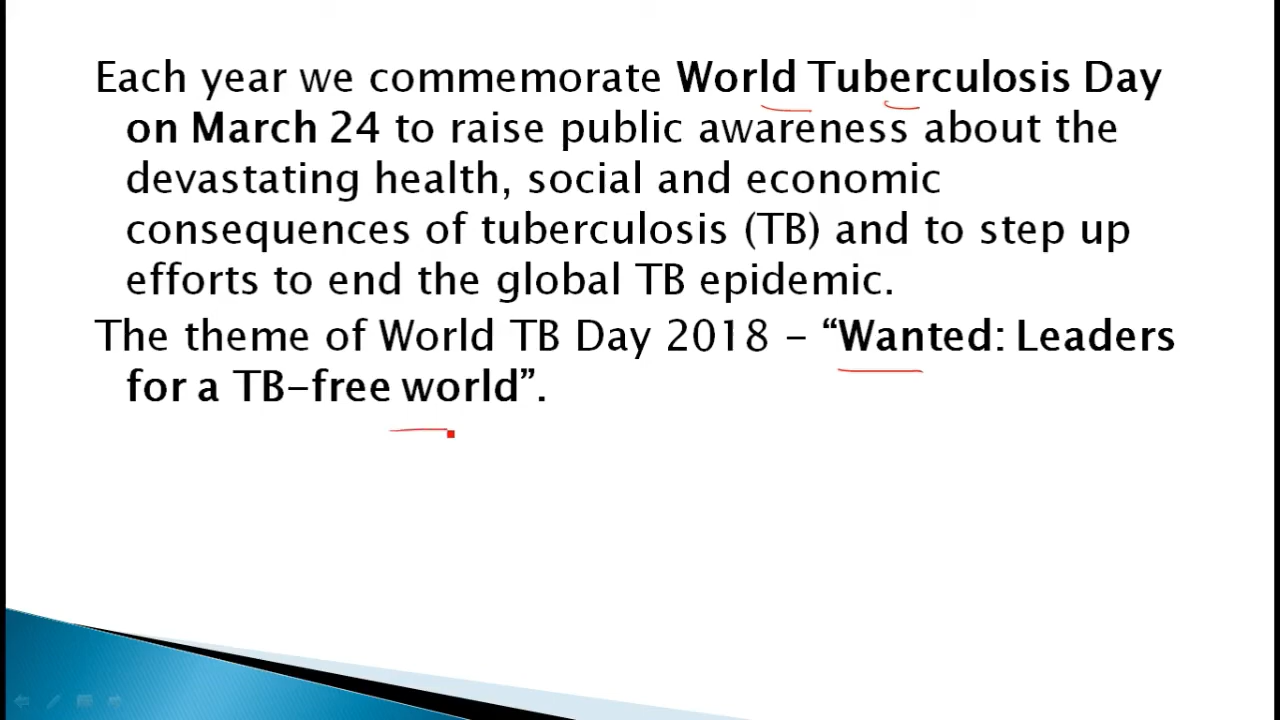 Each year we commemorate World Tuberculosis Day
on March 24 to raise public awareness about the
devastating health, social and economic
consequences of tuberculosis (TB) and to step up
efforts to end the global TB epidemic.
The theme of World TB Day 2018 – “Wanted: Leaders
for a TB-free world”.